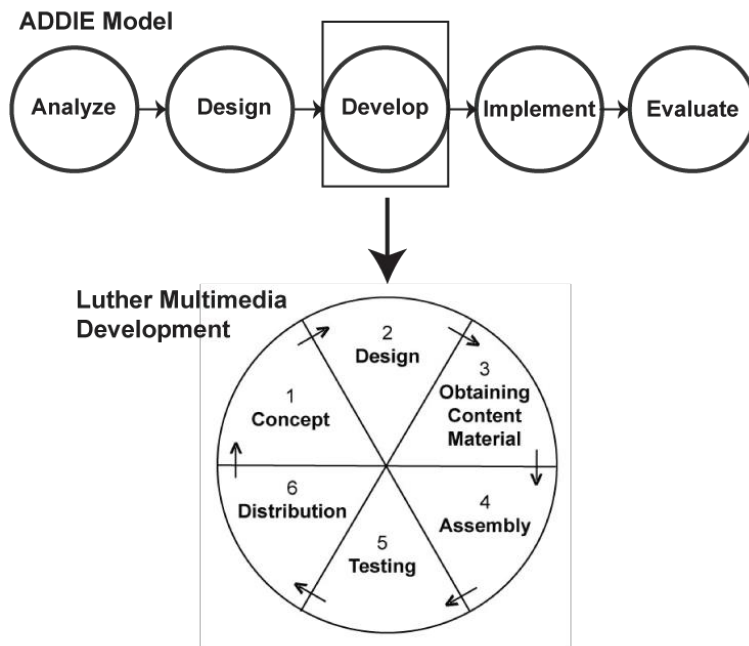 ADDIE Model
Analyze
Design
Develop
Implement
Evaluate
Luther Multimedia
Development
1
Concept
2
Design
3
Obtaining
Content
Material
4
Assembly
5
Testing
6
Distribution